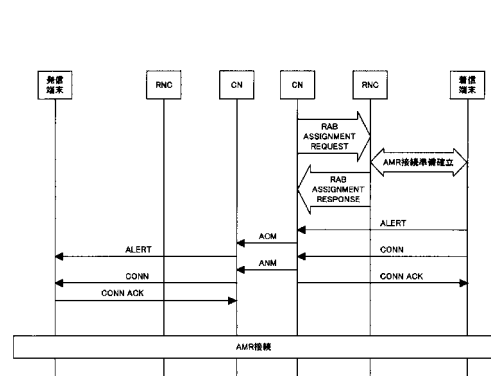 発信
端末
RNC
CN
CN
RNC
着信
端末
RAB
ASSIGNMENT
REQUEST
AMR接続準備確立
RAB
ASSIGNMENT
RESPONSE
ALERT
AOM
ALERT
CONN
ANM
CONN
CONN ACK
CONN ACK
AMR接続